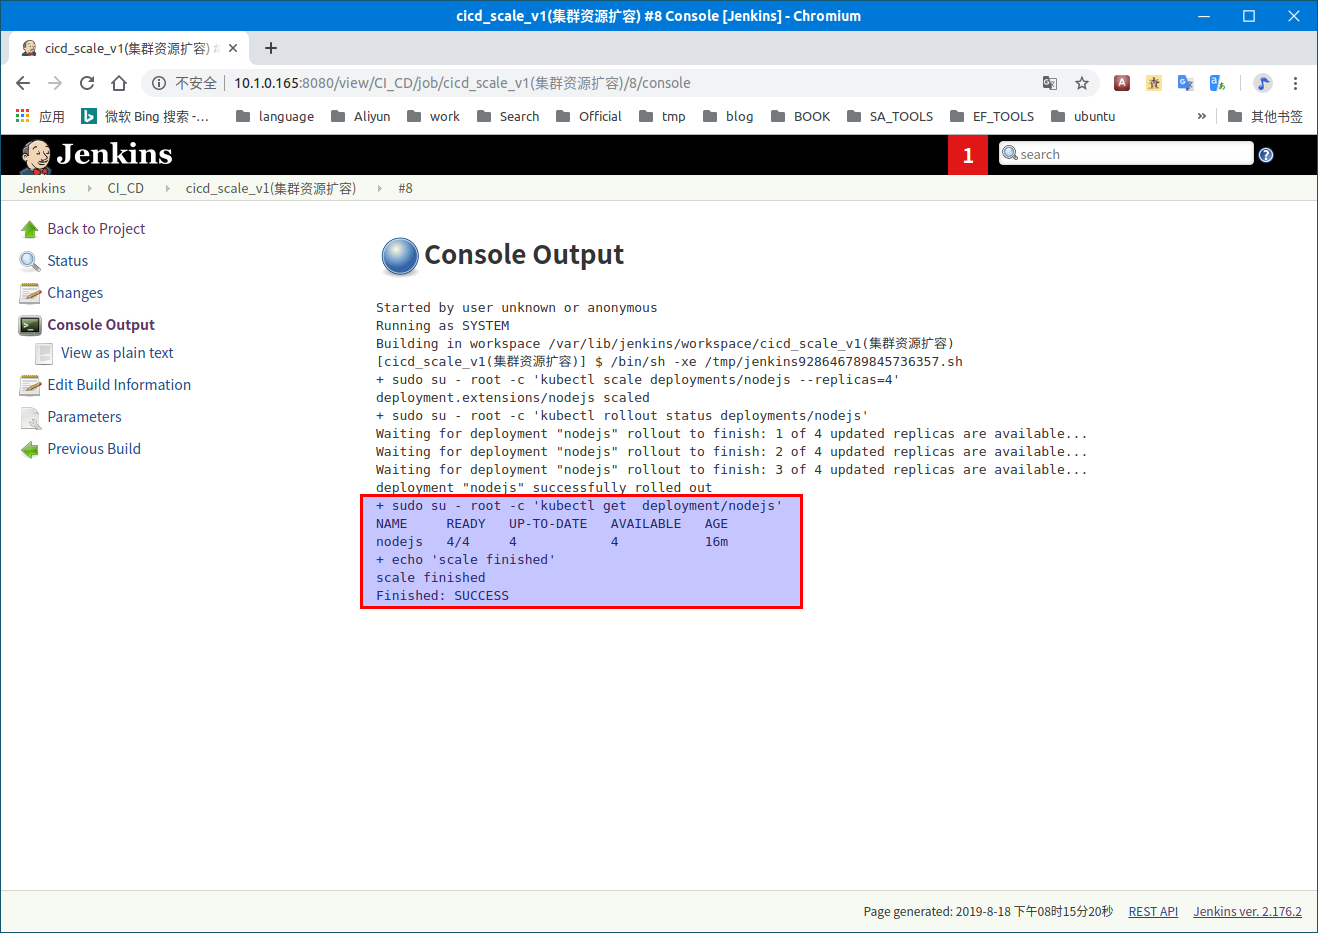 cicd_scale_v1(集群资源扩容) #8 Console [Jenkins] - Chromium
cicd_scale_v1(集群资源扩容)
不安全 10.1.0.165:8080/view/CI_CD/job/cicd_scale_v1(集群资源扩容)/8/console
应用 微软 Bing 搜索 -... language Aliyun work Search Official tmp blog BOOK SA_TOOLS EF_TOOLS ubuntu » 其他书签
Jenkins 1 search
Jenkins CI_CD cicd_scale_v1(集群资源扩容) #8
Back to Project
Status
Changes
Console Output
View as plain text
Edit Build Information
Parameters
Previous Build
Console Output
Started by user unknown or anonymous
Running as SYSTEM
Building in workspace /var/lib/jenkins/workspace/cicd_scale_v1(集群资源扩容)
[cicd_scale_v1(集群资源扩容)] $ /bin/sh -xe /tmp/jenkins928646789845736357.sh
+ sudo su - root -c 'kubectl scale deployments/nodejs --replicas=4'
deployment.extensions/nodejs scaled
+ sudo su - root -c 'kubectl rollout status deployments/nodejs'
Waiting for deployment "nodejs" rollout to finish: 1 of 4 updated replicas are available...
Waiting for deployment "nodejs" rollout to finish: 2 of 4 updated replicas are available...
Waiting for deployment "nodejs" rollout to finish: 3 of 4 updated replicas are available...
deployment "nodejs" successfully rolled out
+ sudo su - root -c 'kubectl get  deployment/nodejs'
NAME     READY   UP-TO-DATE   AVAILABLE   AGE
nodejs   4/4     4            4           16m
+ echo 'scale finished'
scale finished
Finished: SUCCESS
Page generated: 2019-8-18 下午08时15分20秒 REST API Jenkins ver. 2.176.2